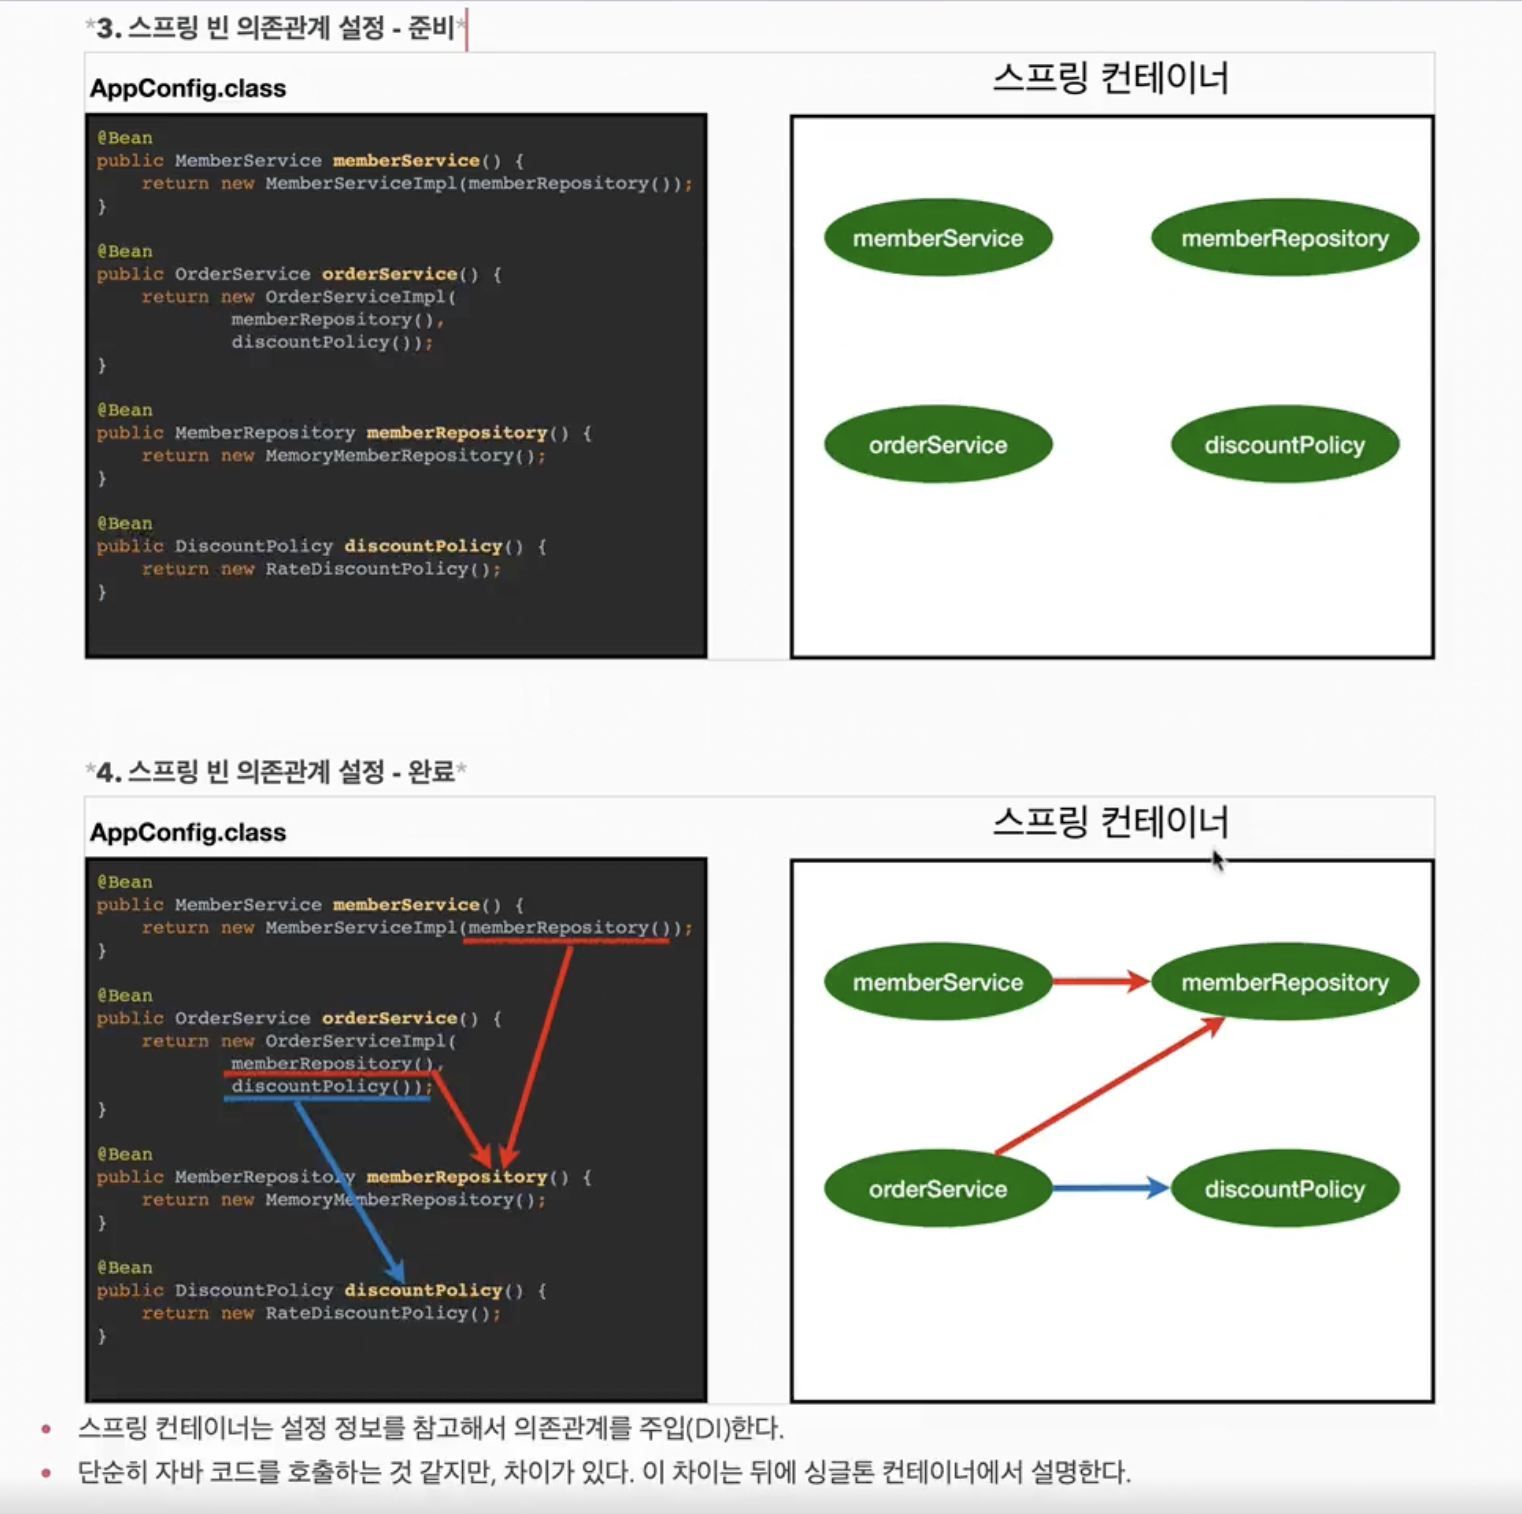 *3. 스프링 빈 의존관계 설정 - 준비*
AppConfig.class
스프링 컨테이너
@Bean
public MemberService memberService() {
return new MemberServiceImpl(memberRepository());
}
@Bean
public OrderService orderService() {
return new OrderServiceImpl(
memberRepository(),
discountPolicy());
}
@Bean
public MemberRepository memberRepository() {
return new MemoryMemberRepository();
}
@Bean
public DiscountPolicy discountPolicy() {
return new RateDiscountPolicy();
}
memberService
memberRepository
orderService
discountPolicy
*4. 스프링 빈 의존관계 설정 - 완료*
AppConfig.class
스프링 컨테이너
@Bean
public MemberService memberService() {
return new MemberServiceImpl(memberRepository());
}
@Bean
public OrderService orderService() {
return new OrderServiceImpl(
memberRepository(),
discountPolicy());
}
@Bean
public MemberRepository memberRepository() {
return new MemoryMemberRepository();
}
@Bean
public DiscountPolicy discountPolicy() {
return new RateDiscountPolicy();
}
memberService
memberRepository
orderService
discountPolicy
• 스프링 컨테이너는 설정 정보를 참고해서 의존관계를 주입(DI)한다.
• 단순히 자바 코드를 호출하는 것 같지만, 차이가 있다. 이 차이는 뒤에 싱글톤 컨테이너에서 설명한다.